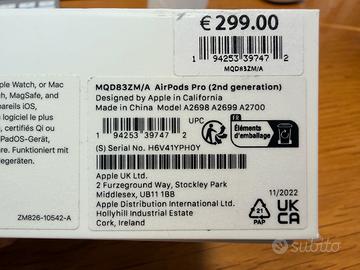 € 299.00
1 94253 39747 2
MQD83ZM/A
pple Watch, or Mac
ch, MagSafe, and
pareils iOS,
logiciel le plus
, certifiés Qi ou
PadOS-Gerät,
re. Funktioniert mit
egeräten.
ZM826-10542-A
MQD83ZM/A AirPods Pro (2nd generation)
Designed by Apple in California
Made in China Model A2698 A2699 A2700
1 94253 39747 2
UPC
FR
Éléments
d'emballage
(S) Serial No. H6V41YPH0Y
Apple UK Ltd.
2 Furzeground Way, Stockley Park
Middlesex, UB11 1BB
Apple Distribution International Ltd.
Hollyhill Industrial Estate
Cork, Ireland
11/2022
21
PAP
UK
CA
subito